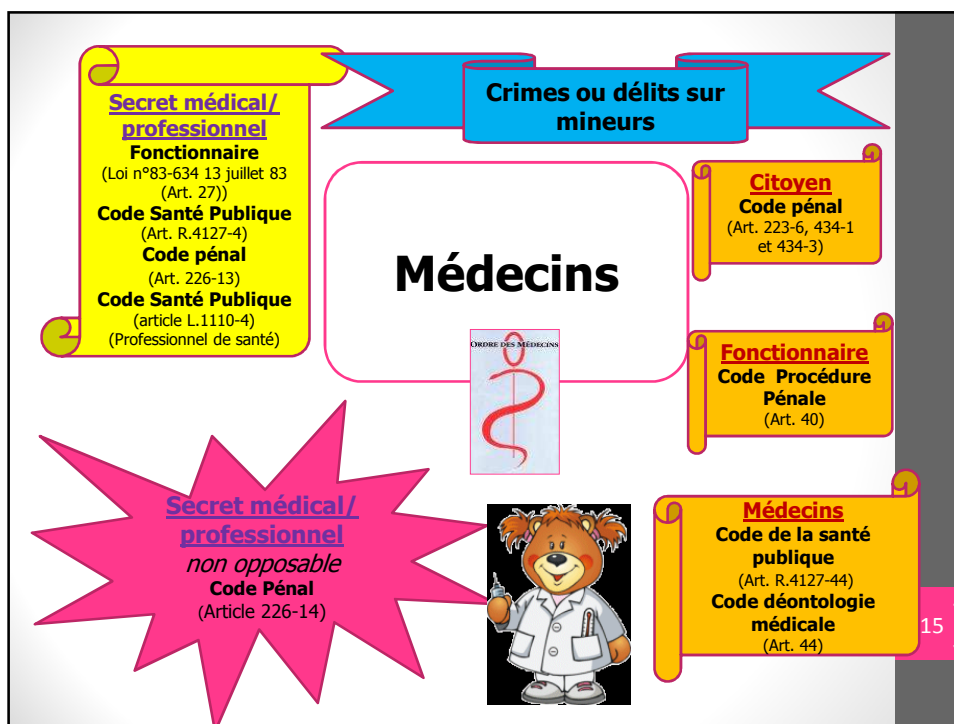 Crimes ou délits sur
mineurs
Secret médical/
professionnel
Fonctionnaire
(Loi n°83-634 13 juillet 83
(Art. 27))
Code Santé Publique
(Art. R.4127-4)
Code pénal
(Art. 226-13)
Code Santé Publique
(article L.1110-4)
(Professionnel de santé)
Médecins
ORDRE DES MÉDECINS
Citoyen
Code pénal
(Art. 223-6, 434-1
et 434-3)
Fonctionnaire
Code Procédure
Pénale
(Art. 40)
Secret médical/
professionnel
non opposable
Code Pénal
(Article 226-14)
Médecins
Code de la santé
publique
(Art. R.4127-44)
Code déontologie
médicale
(Art. 44)
15